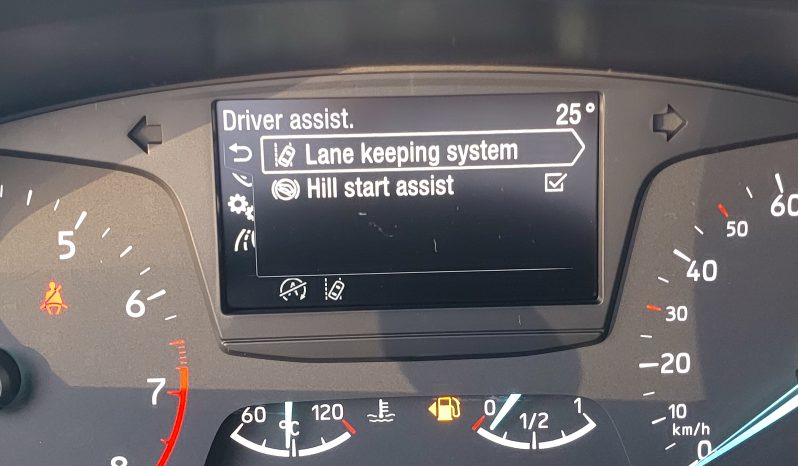 Driver assist. 25°
Lane keeping system
Hill start assist
5
6
7
8
60
50
40
30
20
10
km/h
0
60 °C 120
0 1/2 1